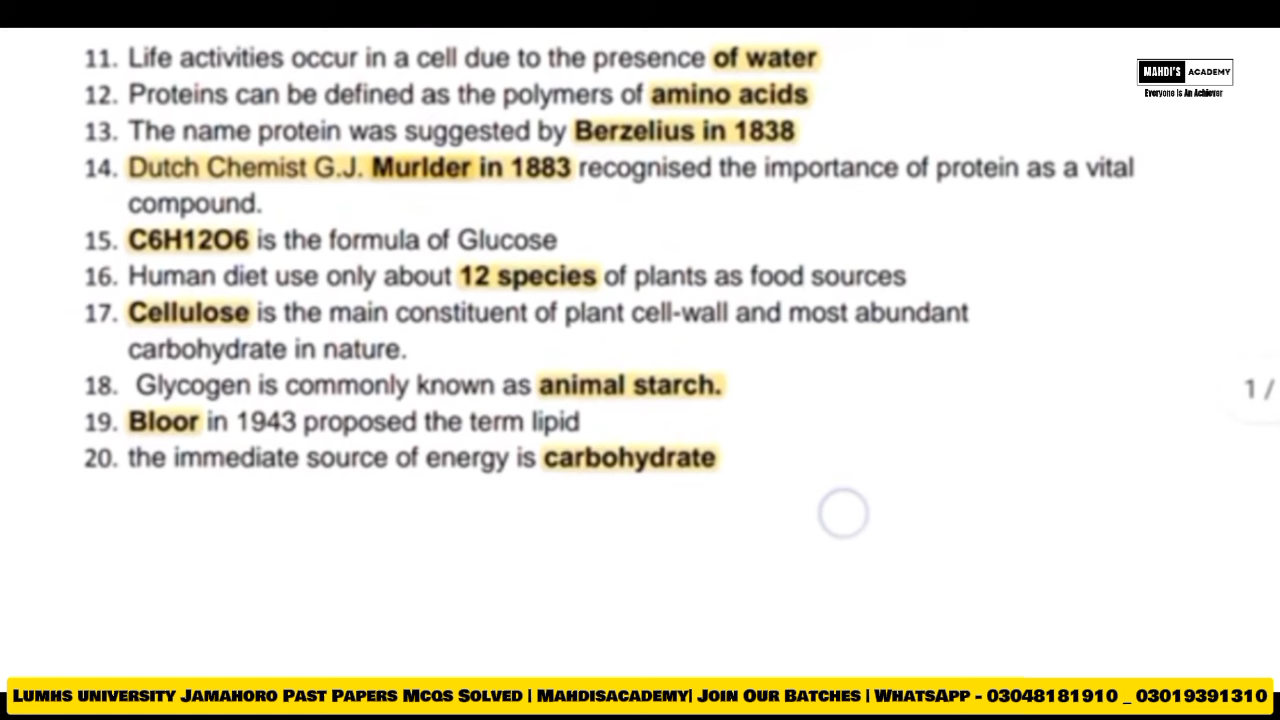 11. Life activities occur in a cell due to the presence of water
MAHDI'S ACADEMY
Everyone Is An Achiever
12. Proteins can be defined as the polymers of amino acids
13. The name protein was suggested by Berzelius in 1838
14. Dutch Chemist G.J. Murlder in 1883 recognised the importance of protein as a vital
compound.
15. C6H12O6 is the formula of Glucose
16. Human diet use only about 12 species of plants as food sources
17. Cellulose is the main constituent of plant cell-wall and most abundant
carbohydrate in nature.
18. Glycogen is commonly known as animal starch.
1 /
19. Bloor in 1943 proposed the term lipid
20. the immediate source of energy is carbohydrate
LUMHS UNIVERSITY JAMAHORO PAST PAPERS MCQS SOLVED | MAHDISACADEMY| JOIN OUR BATCHES | WHATSAPP - 03048181910 _ 03019391310